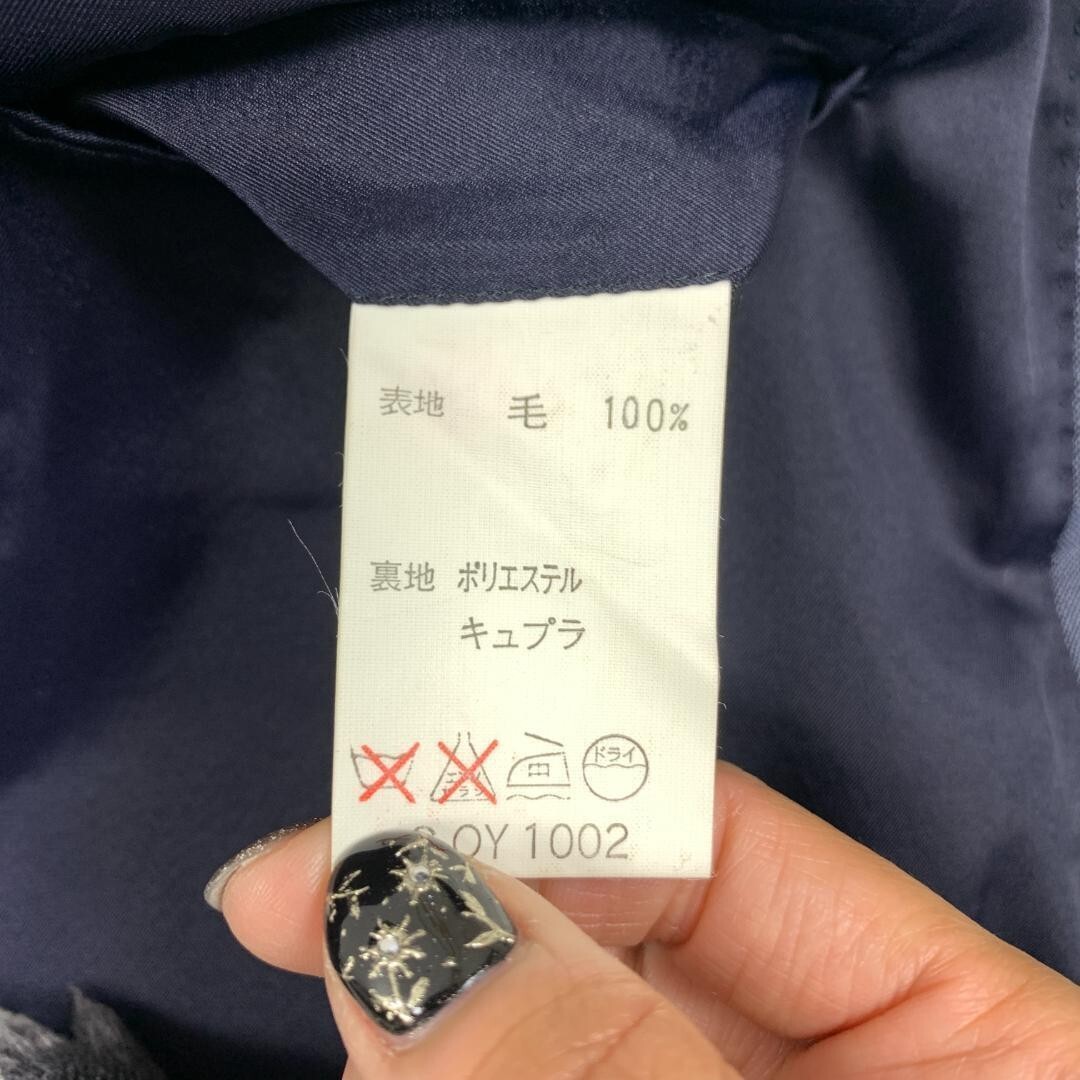 表地 毛 100%
裏地 ポリエステル
キュプラ
中
ドライ
OY 1002